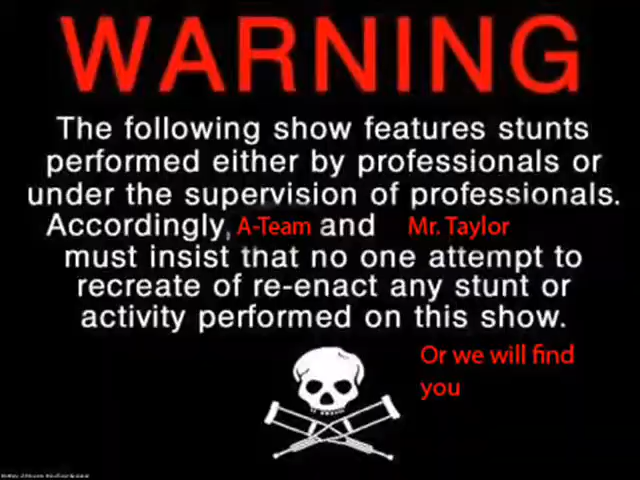 WARNING
The following show features stunts
performed either by professionals or
under the supervision of professionals.
Accordingly, A-Team and Mr. Taylor
must insist that no one attempt to
recreate of re-enact any stunt or
activity performed on this show.
Or we will find
you